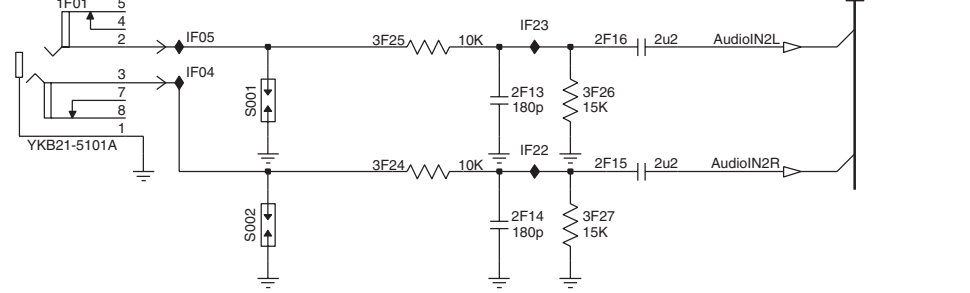 1F01
5
4
2
IF05
3F25
10K
IF23
2F16
2u2
AudioIN2L
3
IF04
7
8
1
YKB21-5101A
S001
2F13
180p
3F26
15K
3F24
10K
IF22
2F15
2u2
AudioIN2R
S002
2F14
180p
3F27
15K